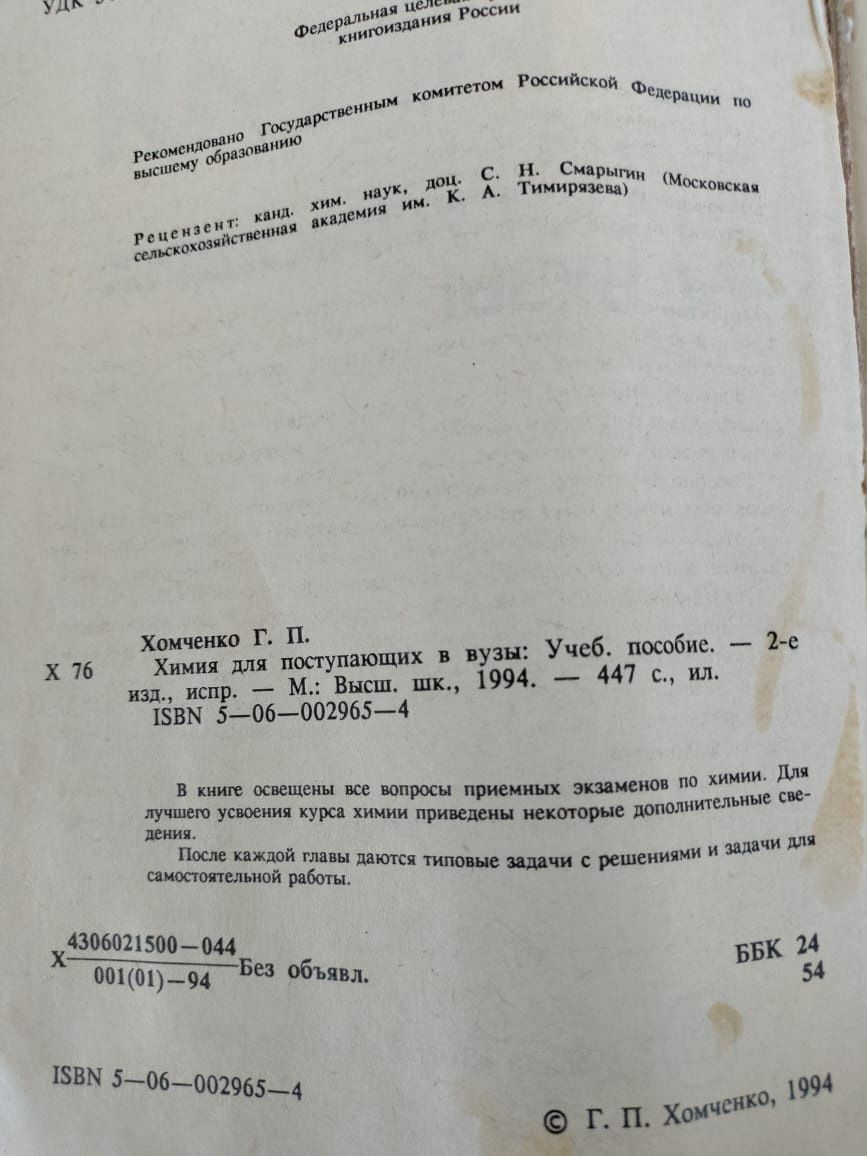 УДК
Федеральная
книгоиздания России
Рекомендовано Государственным комитетом Российской Федерации по
высшему образованию
Рецензент: канд. хим. наук, доц. С. Н. Смарыгин (Московская
сельскохозяйственная академия им. К. А. Тимирязева)
Хомченко Г. П.
Х 76 Химия для поступающих в вузы: Учеб. пособие. — 2-е
изд., испр. — М.: Высш. шк., 1994. — 447 с., ил.
ISBN 5—06—002965—4
В книге освещены все вопросы приемных экзаменов по химии. Для
лучшего усвоения курса химии приведены некоторые дополнительные све-
дения.
После каждой главы даются типовые задачи с решениями и задачи для
самостоятельной работы.
Х 4306021500—044
001(01)—94 Без объявл.
ББК 24
54
ISBN 5—06—002965—4
© Г. П. Хомченко, 1994